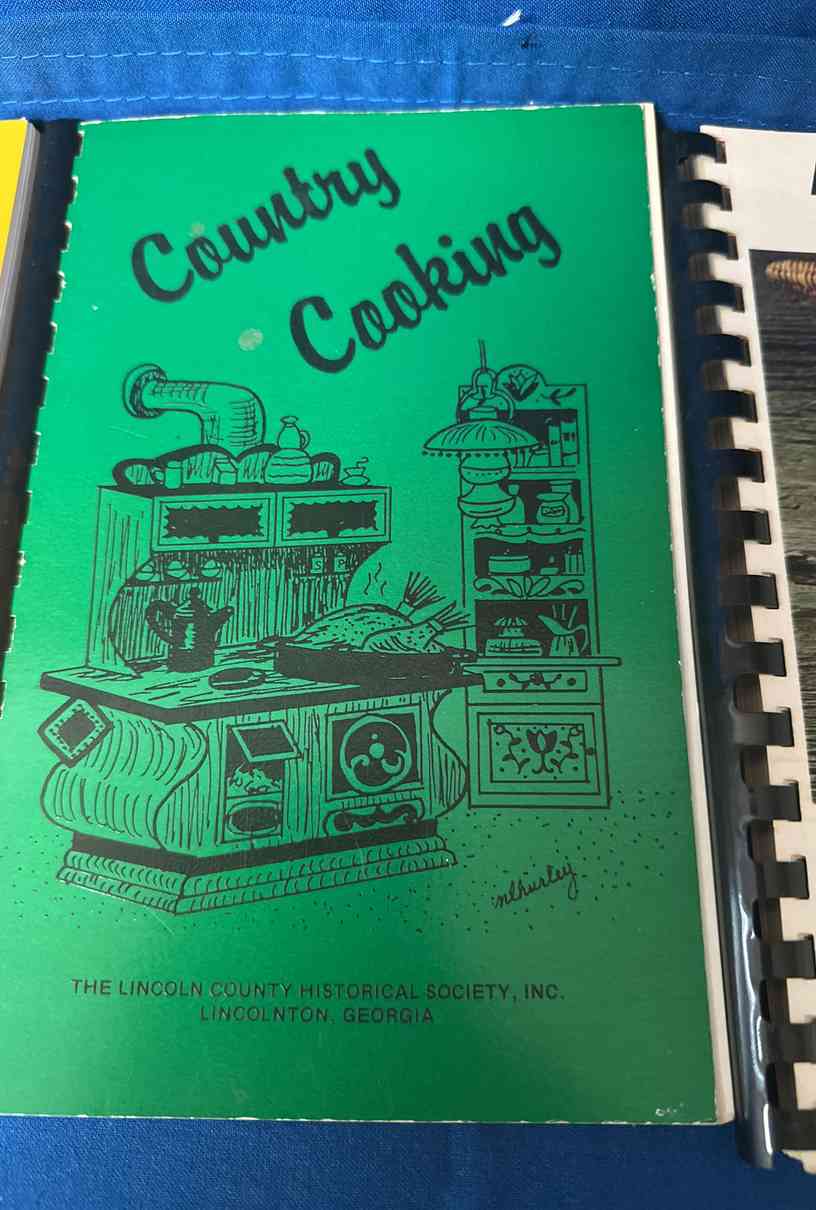 Country
Cooking
S P
mlhurley
THE LINCOLN COUNTY HISTORICAL SOCIETY, INC.
LINCOLNTON, GEORGIA